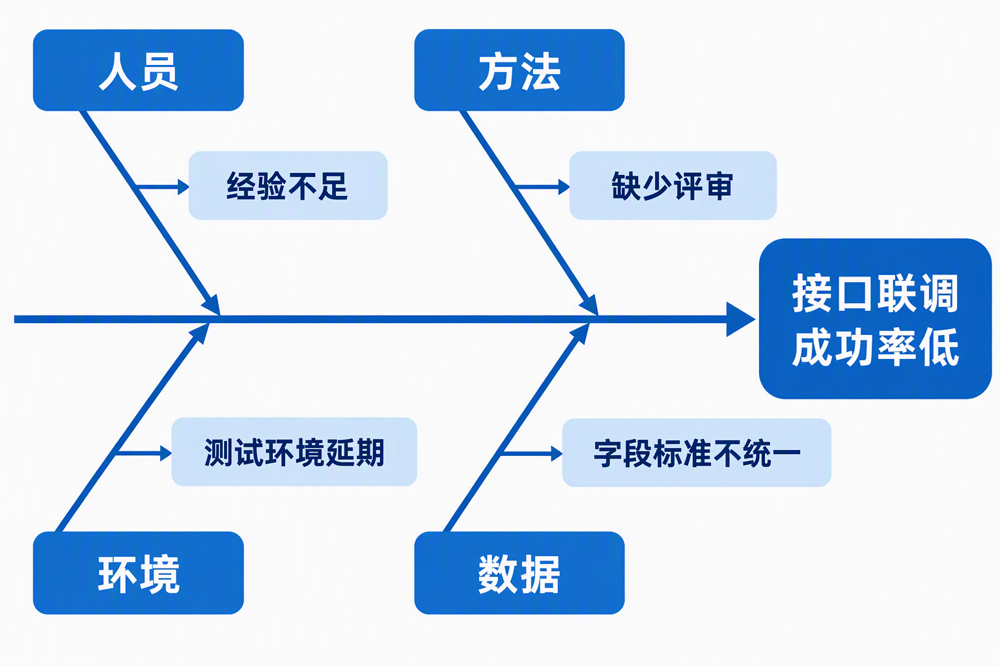 人员
方法
经验不足
缺少评审
接口联调
成功率低
测试环境延期
字段标准不统一
环境
数据